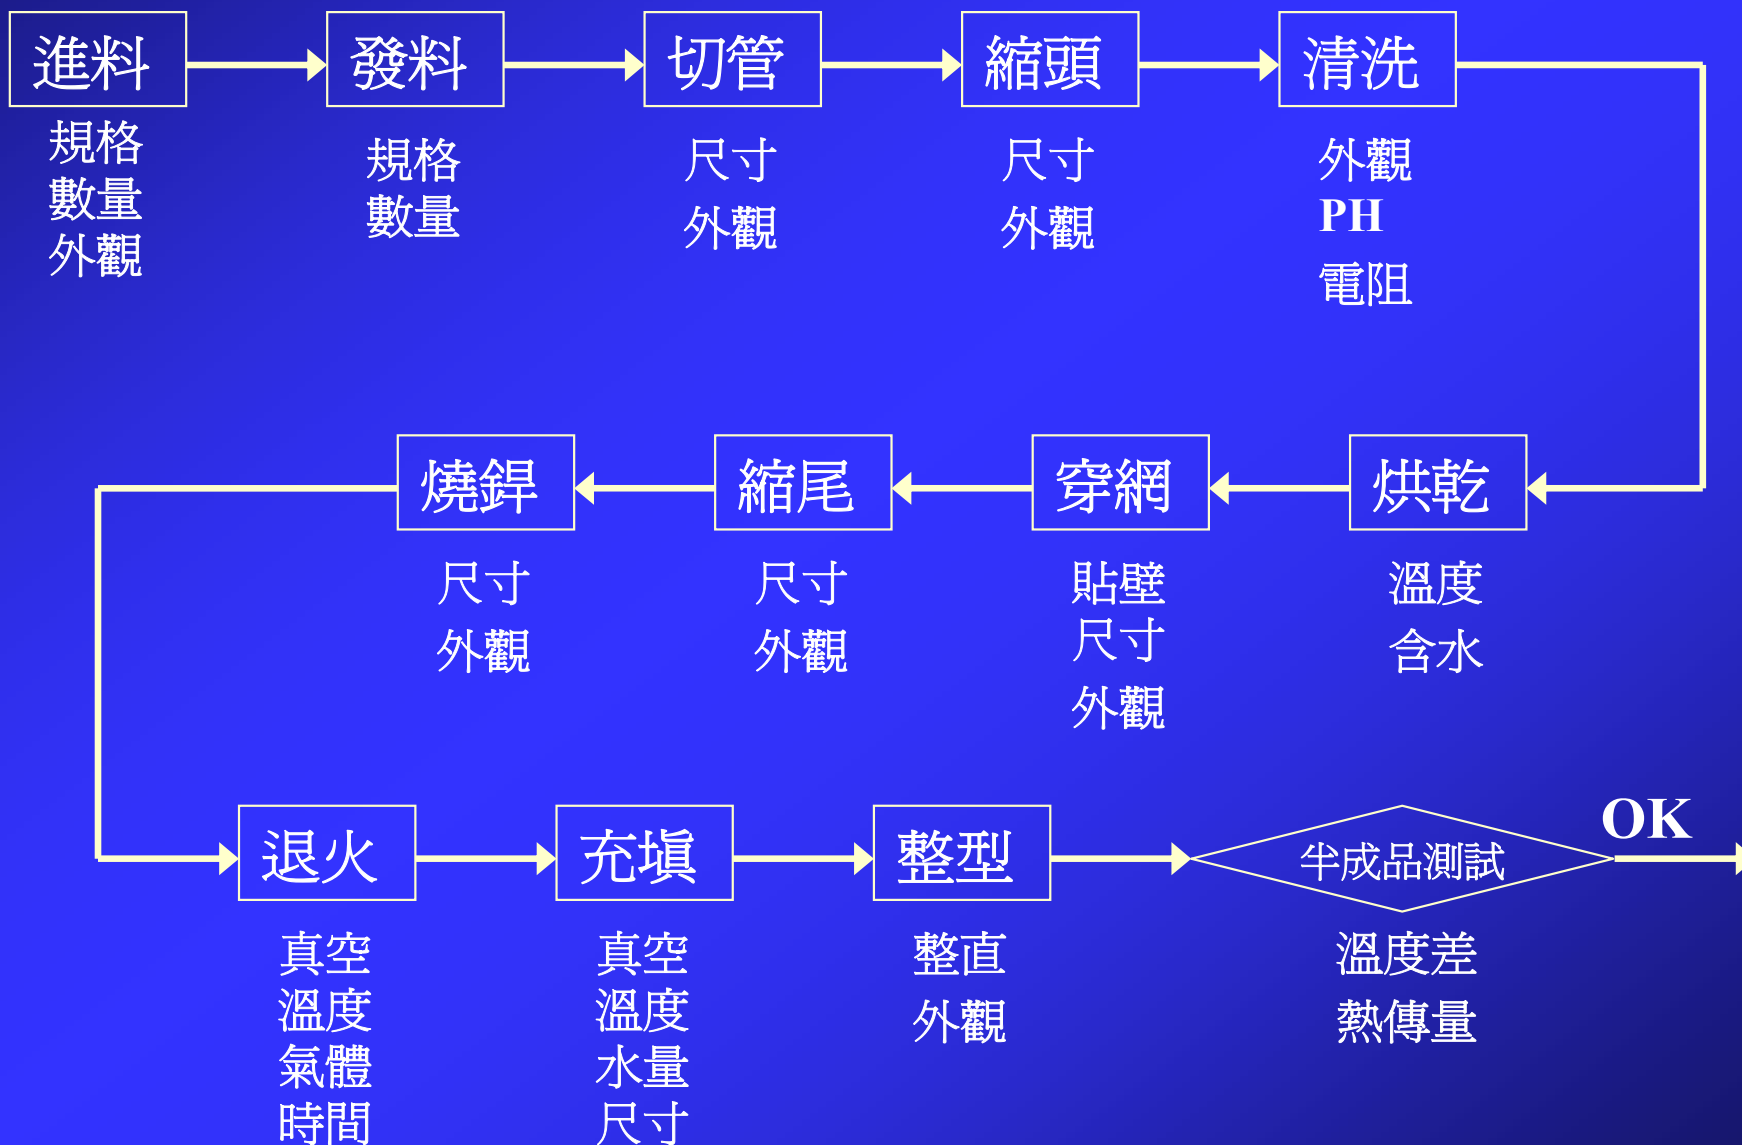 進料
規格
數量
外觀
發料
規格
數量
切管
尺寸
外觀
縮頭
尺寸
外觀
清洗
外觀
PH
電阻
烘乾
溫度
含水
穿網
貼壁
尺寸
外觀
縮尾
尺寸
外觀
燒銲
尺寸
外觀
退火
真空
溫度
氣體
時間
充填
真空
溫度
水量
尺寸
整型
整直
外觀
半成品測試
溫度差
熱傳量
OK